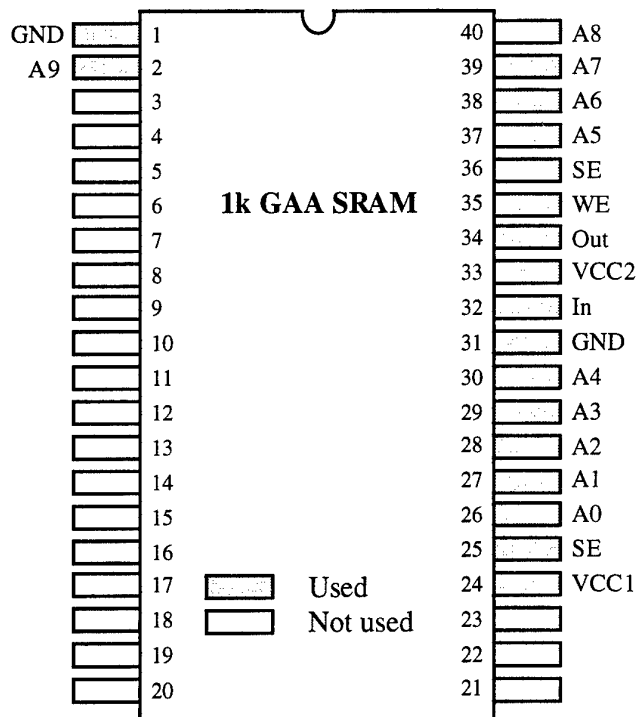 GND 1 40 A8
A9 2 39 A7
3 38 A6
4 37 A5
5 36 SE
6 1k GAA SRAM 35 WE
7 34 Out
8 33 VCC2
9 32 In
10 31 GND
11 30 A4
12 29 A3
13 28 A2
14 27 A1
15 26 A0
16 25 SE
17 Used 24 VCC1
18 Not used 23
19 22
20 21